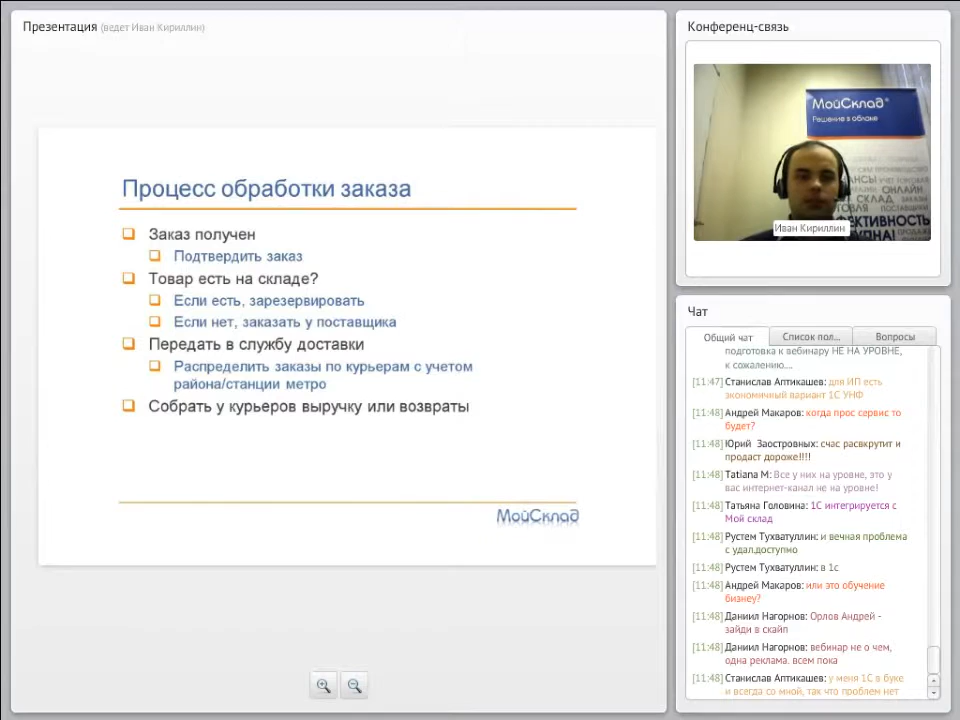 Презентация (ведет Иван Кириллин)
Процесс обработки заказа
Заказ получен
Подтвердить заказ
Товар есть на складе?
Если есть, зарезервировать
Если нет, заказать у поставщика
Передать в службу доставки
Распределить заказы по курьерам с учетом
района/станции метро
Собрать у курьеров выручку или возвраты
МойСклад
Конференц-связь
МойСклад
Решение в облаке
ОНЛАЙН
СКЛАД
Иван Кириллин
Чат
Общий чат
Список пол...
Вопросы
подготовка к вебинару НЕ НА УРОВНЕ,
к сожалению....
[11:47] Станислав Аптикашев: для ИП есть
экономичный вариант 1С УНФ
[11:48] Андрей Макаров: когда прос сервис то
будет?
[11:48] Юрий Заостровных: счас расвкрутит и
продаст дороже!!!!
[11:48] Tatiana M: Все у них на уровне, это у
вас интернет-канал не на уровне!
[11:48] Татьяна Головина: 1С интегрируется с
Мой склад
[11:48] Рустем Тухватуллин: и вечная проблема
с удал.доступмо
[11:48] Рустем Тухватуллин: в 1с
[11:48] Андрей Макаров: или это обучение
бизнеу?
[11:48] Даниил Нагорнов: Орлов Андрей -
зайди в скайп
[11:48] Даниил Нагорнов: вебинар не о чем,
одна реклама. всем пока
[11:48] Станислав Аптикашев: у меня 1С в буке
и всегда со мной, так что проблем нет